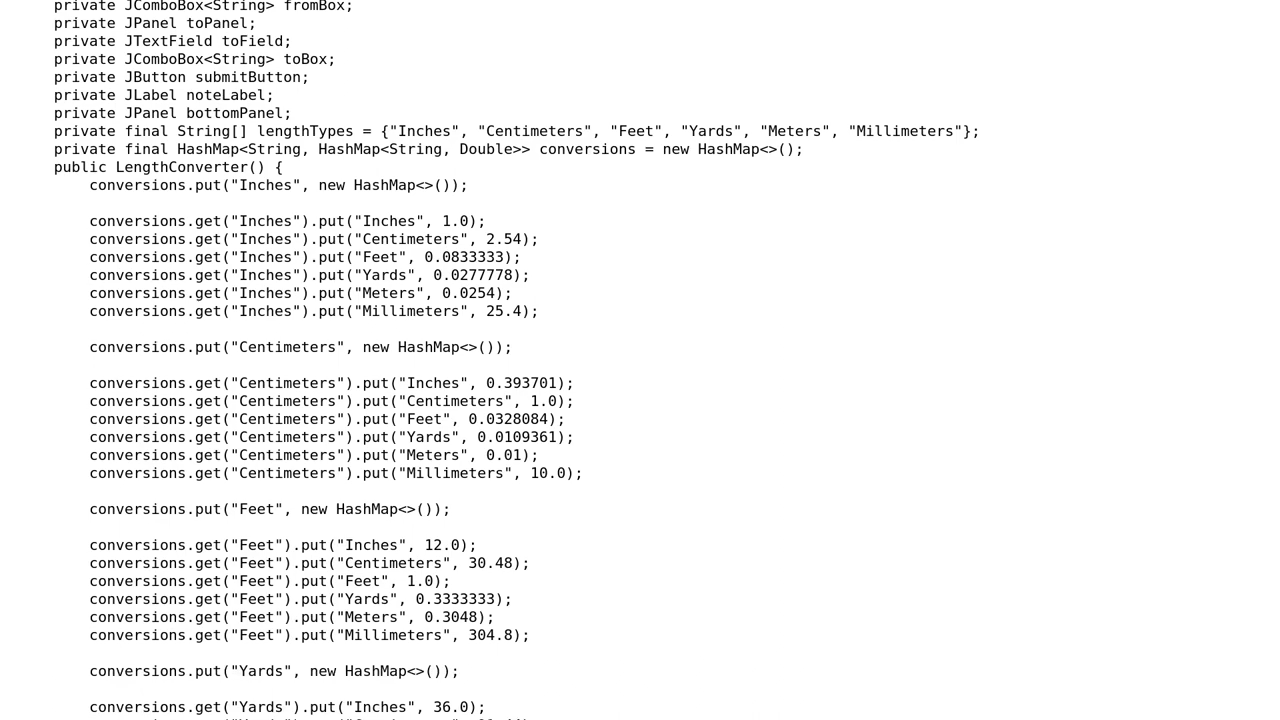 private JComboBox<String> fromBox;
private JPanel toPanel;
private JTextField toField;
private JComboBox<String> toBox;
private JButton submitButton;
private JLabel noteLabel;
private JPanel bottomPanel;
private final String[] lengthTypes = {"Inches", "Centimeters", "Feet", "Yards", "Meters", "Millimeters"};
private final HashMap<String, HashMap<String, Double>> conversions = new HashMap<>();
public LengthConverter() {
conversions.put("Inches", new HashMap<>());
conversions.get("Inches").put("Inches", 1.0);
conversions.get("Inches").put("Centimeters", 2.54);
conversions.get("Inches").put("Feet", 0.0833333);
conversions.get("Inches").put("Yards", 0.0277778);
conversions.get("Inches").put("Meters", 0.0254);
conversions.get("Inches").put("Millimeters", 25.4);
conversions.put("Centimeters", new HashMap<>());
conversions.get("Centimeters").put("Inches", 0.393701);
conversions.get("Centimeters").put("Centimeters", 1.0);
conversions.get("Centimeters").put("Feet", 0.0328084);
conversions.get("Centimeters").put("Yards", 0.0109361);
conversions.get("Centimeters").put("Meters", 0.01);
conversions.get("Centimeters").put("Millimeters", 10.0);
conversions.put("Feet", new HashMap<>());
conversions.get("Feet").put("Inches", 12.0);
conversions.get("Feet").put("Centimeters", 30.48);
conversions.get("Feet").put("Feet", 1.0);
conversions.get("Feet").put("Yards", 0.3333333);
conversions.get("Feet").put("Meters", 0.3048);
conversions.get("Feet").put("Millimeters", 304.8);
conversions.put("Yards", new HashMap<>());
conversions.get("Yards").put("Inches", 36.0);